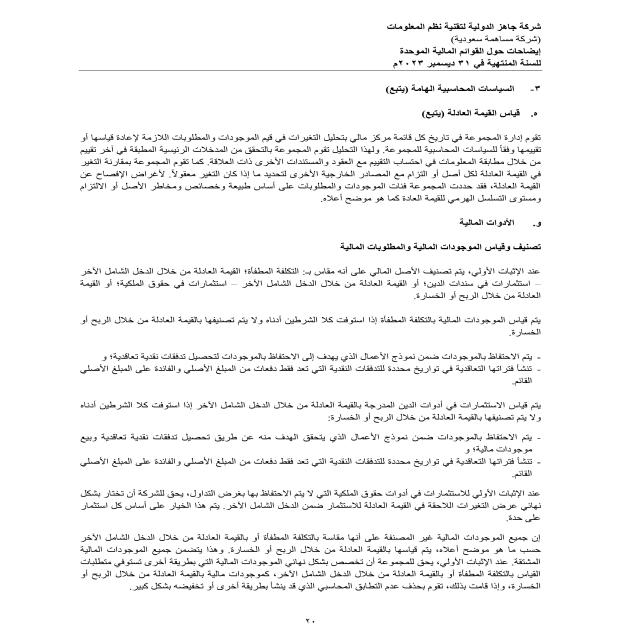 شركة جاهز الدولية لتقنية نظم المعلومات
(شركة مساهمة سعودية)
إيضاحات حول القوائم المالية الموحدة
للسنة المنتهية في ٣١ ديسمبر ٢٠٢٣م
٣- السياسات المحاسبية الهامة (يتبع)
ه. قياس القيمة العادلة (يتبع)
تقوم إدارة المجموعة في تاريخ كل قائمة مركز مالي بتحليل التغيرات في قيم الموجودات والمطلوبات اللازمة لإعادة قياسها أو
تقييمها وفقاً للسياسات المحاسبية للمجموعة. ولهذا التحليل تقوم المجموعة بالتحقق من المدخلات الرئيسية المطبقة في آخر تقييم
من خلال مطابقة المعلومات في احتساب التقييم مع العقود والمستندات الأخرى ذات العلاقة. كما تقوم المجموعة بمقارنة التغير
في القيمة العادلة لكل أصل أو التزام مع المصادر الخارجية الأخرى لتحديد ما إذا كان التغير معقولاً. لأغراض الإفصاح عن
القيمة العادلة، فقد حددت المجموعة فئات الموجودات والمطلوبات على أساس طبيعة وخصائص ومخاطر الأصل أو الالتزام
ومستوى التسلسل الهرمي للقيمة العادة كما هو موضح أعلاه.
و. الأدوات المالية
تصنيف وقياس الموجودات المالية والمطلوبات المالية
عند الإثبات الأولي، يتم تصنيف الأصل المالي على أنه مقاس بـ: التكلفة المطفأة؛ القيمة العادلة من خلال الدخل الشامل الآخر
– استثمارات في سندات الدين؛ أو القيمة العادلة من خلال الدخل الشامل الآخر – استثمارات في حقوق الملكية؛ أو القيمة
العادلة من خلال الربح أو الخسارة.
يتم قياس الموجودات المالية بالتكلفة المطفأة إذا استوفت كلا الشرطين أدناه ولا يتم تصنيفها بالقيمة العادلة من خلال الربح أو
الخسارة.
- يتم الاحتفاظ بالموجودات ضمن نموذج الأعمال الذي يهدف إلى الاحتفاظ بالموجودات لتحصيل تدفقات نقدية تعاقدية؛ و
- تنشأ فتراتها التعاقدية في تواريخ محددة للتدفقات النقدية التي تعد فقط دفعات من المبلغ الأصلي والفائدة على المبلغ الأصلي
القائم.
يتم قياس الاستثمارات في أدوات الدين المدرجة بالقيمة العادلة من خلال الدخل الشامل الآخر إذا استوفت كلا الشرطين أدناه
ولا يتم تصنيفها بالقيمة العادلة من خلال الربح أو الخسارة:
- يتم الاحتفاظ بالموجودات ضمن نموذج الأعمال الذي يتحقق الهدف منه عن طريق تحصيل تدفقات نقدية تعاقدية وبيع
موجودات مالية؛ و
- تنشأ فتراتها التعاقدية في تواريخ محددة للتدفقات النقدية التي تعد فقط دفعات من المبلغ الأصلي والفائدة على المبلغ الأصلي
القائم.
عند الإثبات الأولي للاستثمارات في أدوات حقوق الملكية التي لا يتم الاحتفاظ بها بغرض التداول، يحق للشركة أن تختار بشكل
نهائي عرض التغيرات اللاحقة في القيمة العادلة للاستثمار ضمن الدخل الشامل الآخر. يتم هذا الخيار على أساس كل استثمار
على حدة.
إن جميع الموجودات المالية غير المصنفة على أنها مقاسة بالتكلفة المطفأة أو بالقيمة العادلة من خلال الدخل الشامل الآخر
حسب ما هو موضح أعلاه، يتم قياسها بالقيمة العادلة من خلال الربح أو الخسارة. وهذا يتضمن جميع الموجودات المالية
المشتقة. عند الإثبات الأولي، يحق للمجموعة أن تخصص بشكل نهائي الموجودات المالية التي بطريقة أخرى تستوفي متطلبات
القياس بالتكلفة المطفأة أو بالقيمة العادلة من خلال الدخل الشامل الآخر، كموجودات مالية بالقيمة العادلة من خلال الربح أو
الخسارة، وإذا قامت بذلك، تقوم بحذف عدم التطابق المحاسبي الذي قد ينشأ بطريقة أخرى أو تخفيضه بشكل كبير.
٢٠